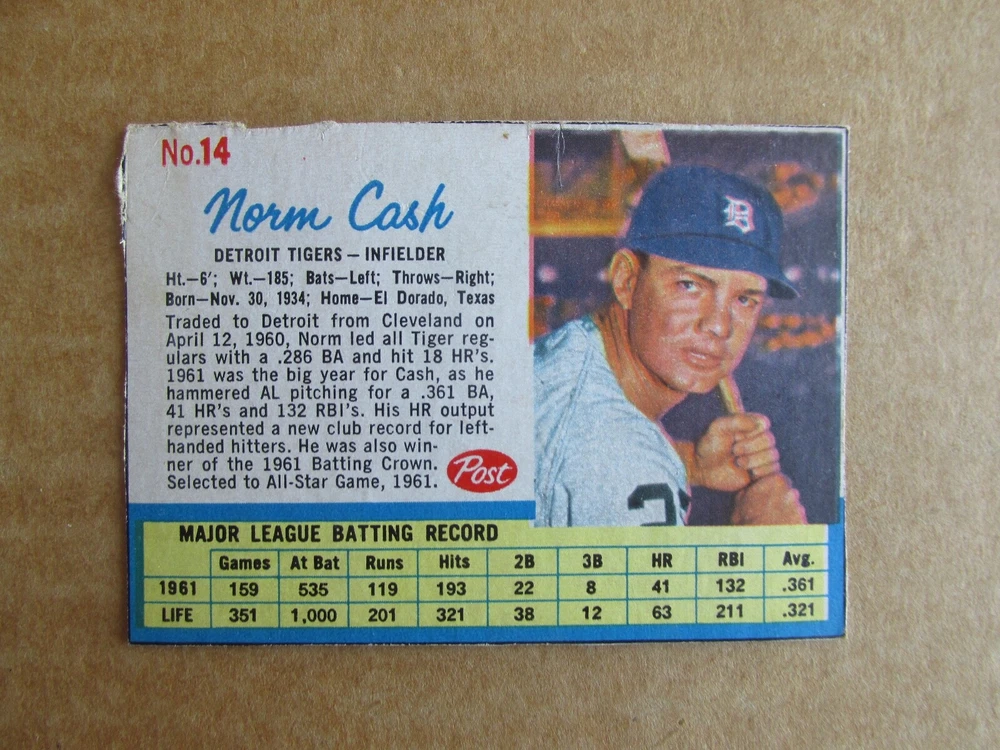 No.14
Norm Cash
DETROIT TIGERS – INFIELDER
Ht.–6'; Wt.–185; Bats–Left; Throws–Right;
Born–Nov. 30, 1934; Home–El Dorado, Texas
Traded to Detroit from Cleveland on
April 12, 1960, Norm led all Tiger reg-
ulars with a .286 BA and hit 18 HR's.
1961 was the big year for Cash, as he
hammered AL pitching for a .361 BA,
41 HR's and 132 RBI's. His HR output
represented a new club record for left-
handed hitters. He was also win-
ner of the 1961 Batting Crown.
Selected to All-Star Game, 1961.
Post
D
MAJOR LEAGUE BATTING RECORD
Games At Bat Runs Hits 2B 3B HR RBI Avg.
1961 159 535 119 193 22 8 41 132 .361
LIFE 351 1,000 201 321 38 12 63 211 .321